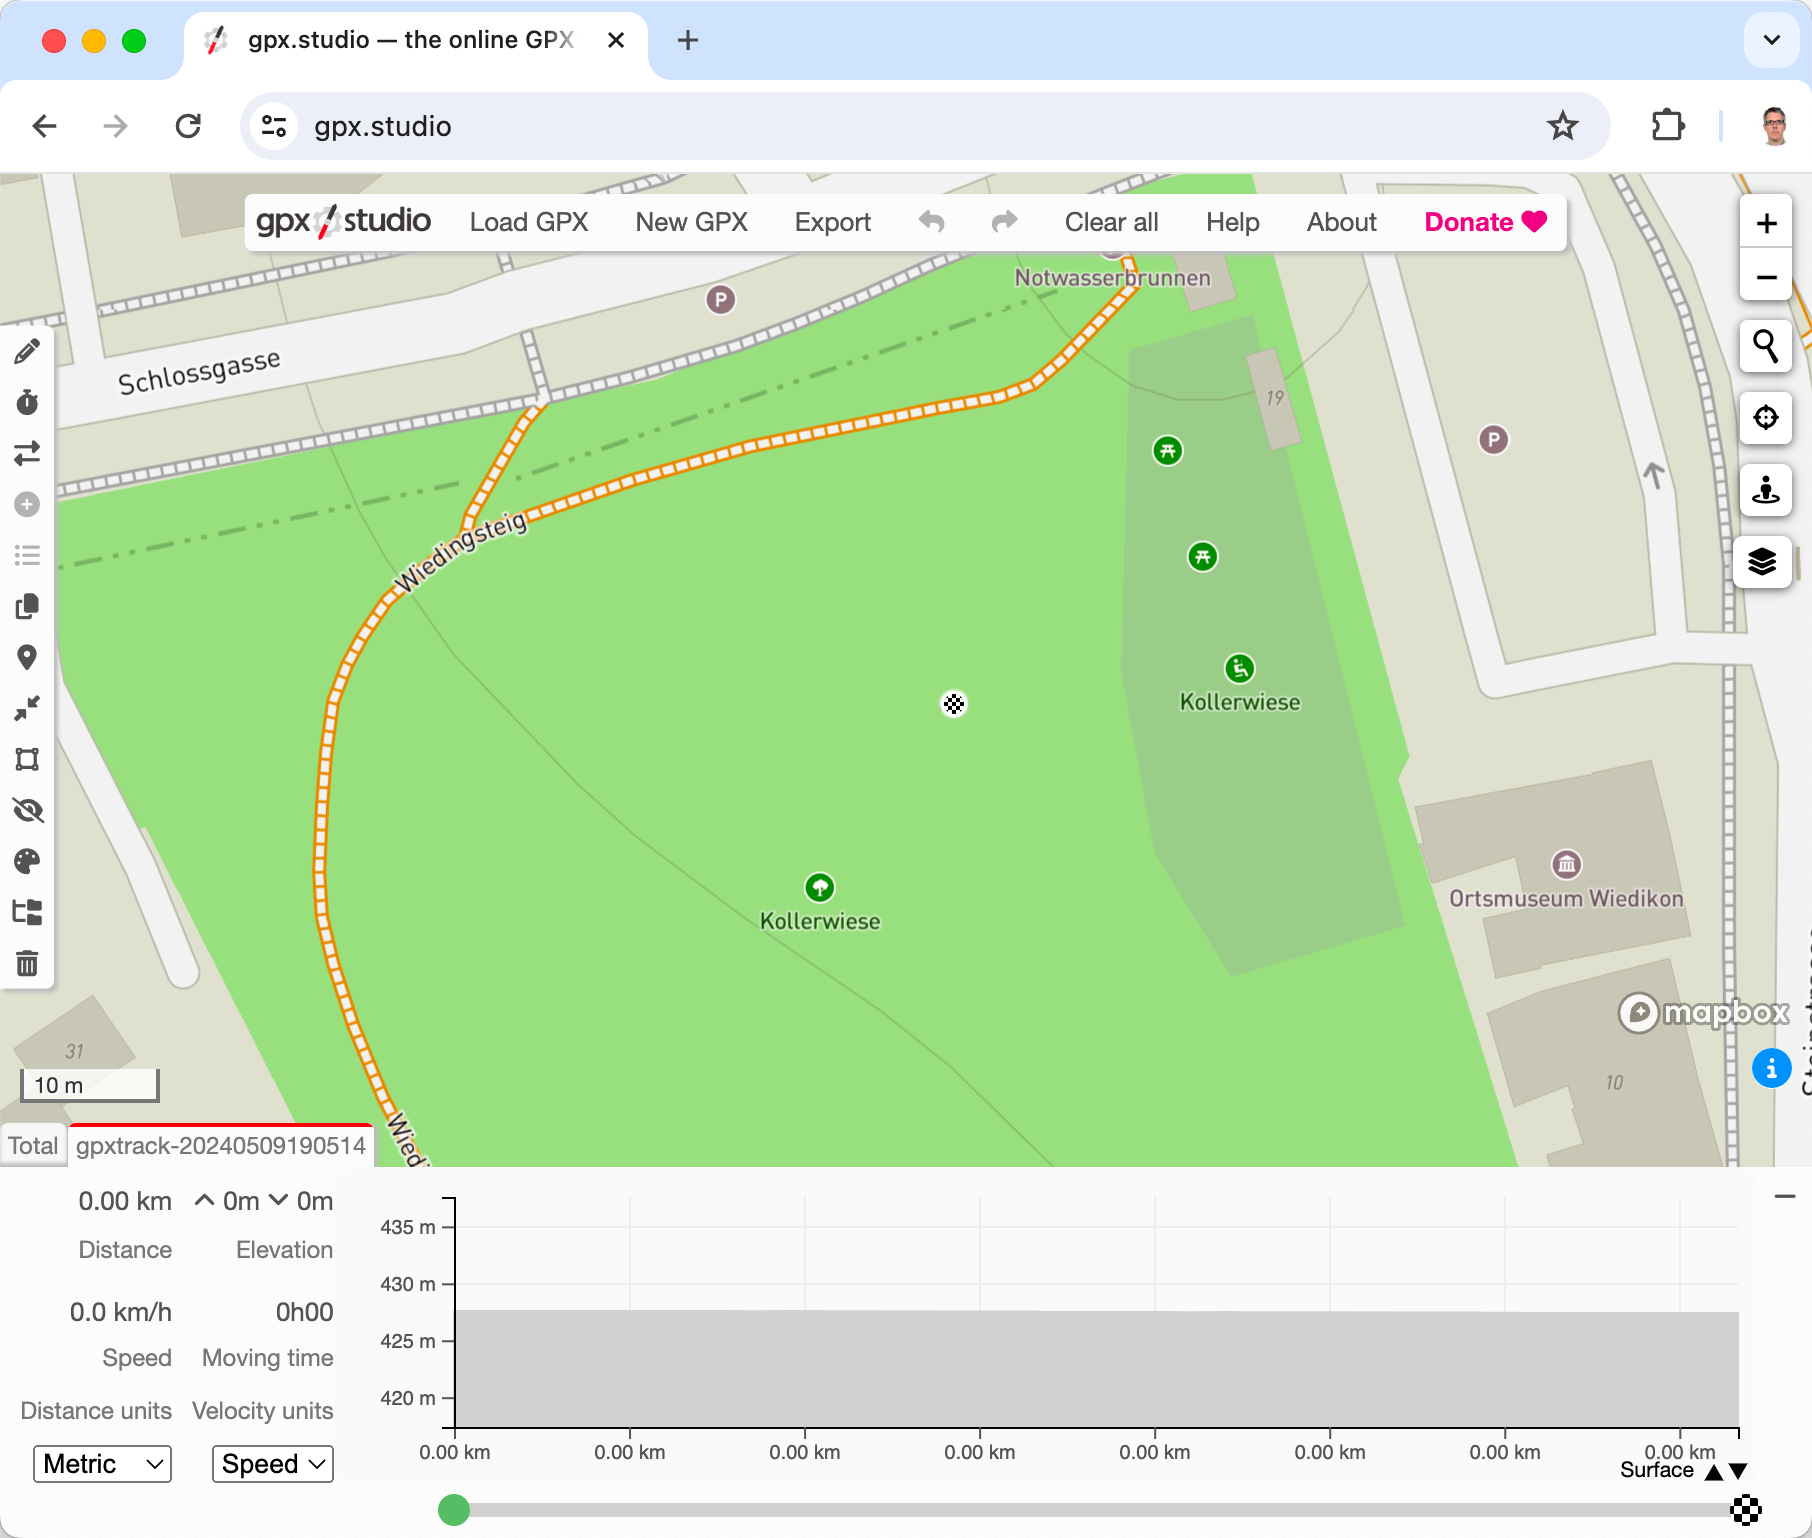 gpx.studio — the online GPX
gpx.studio
gpx studio Load GPX New GPX Export Clear all Help About Donate
Notwasserbrunnen
P
Schlossgasse
19
P
Wiedingsteig
Kollerwiese
Kollerwiese
Ortsmuseum Wiedikon
mapbox
31
10
10 m
Total gpxtrack-20240509190514
0.00 km 0m 0m
Distance Elevation
0.0 km/h 0h00
Speed Moving time
Distance units Velocity units
Metric Speed
435 m
430 m
425 m
420 m
0.00 km 0.00 km 0.00 km 0.00 km 0.00 km 0.00 km 0.00 km 0.00 km
Surface